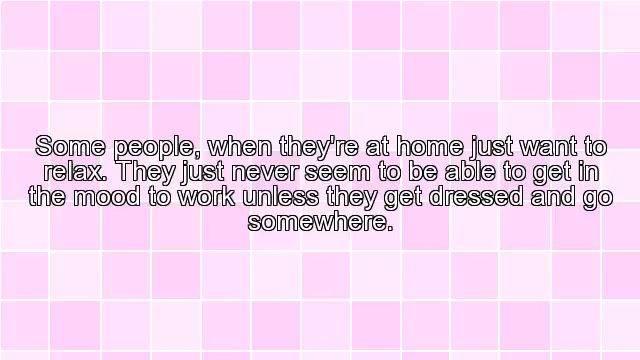 Some people, when they're at home just want to
relax. They just never seem to be able to get in
the mood to work unless they get dressed and go
somewhere.